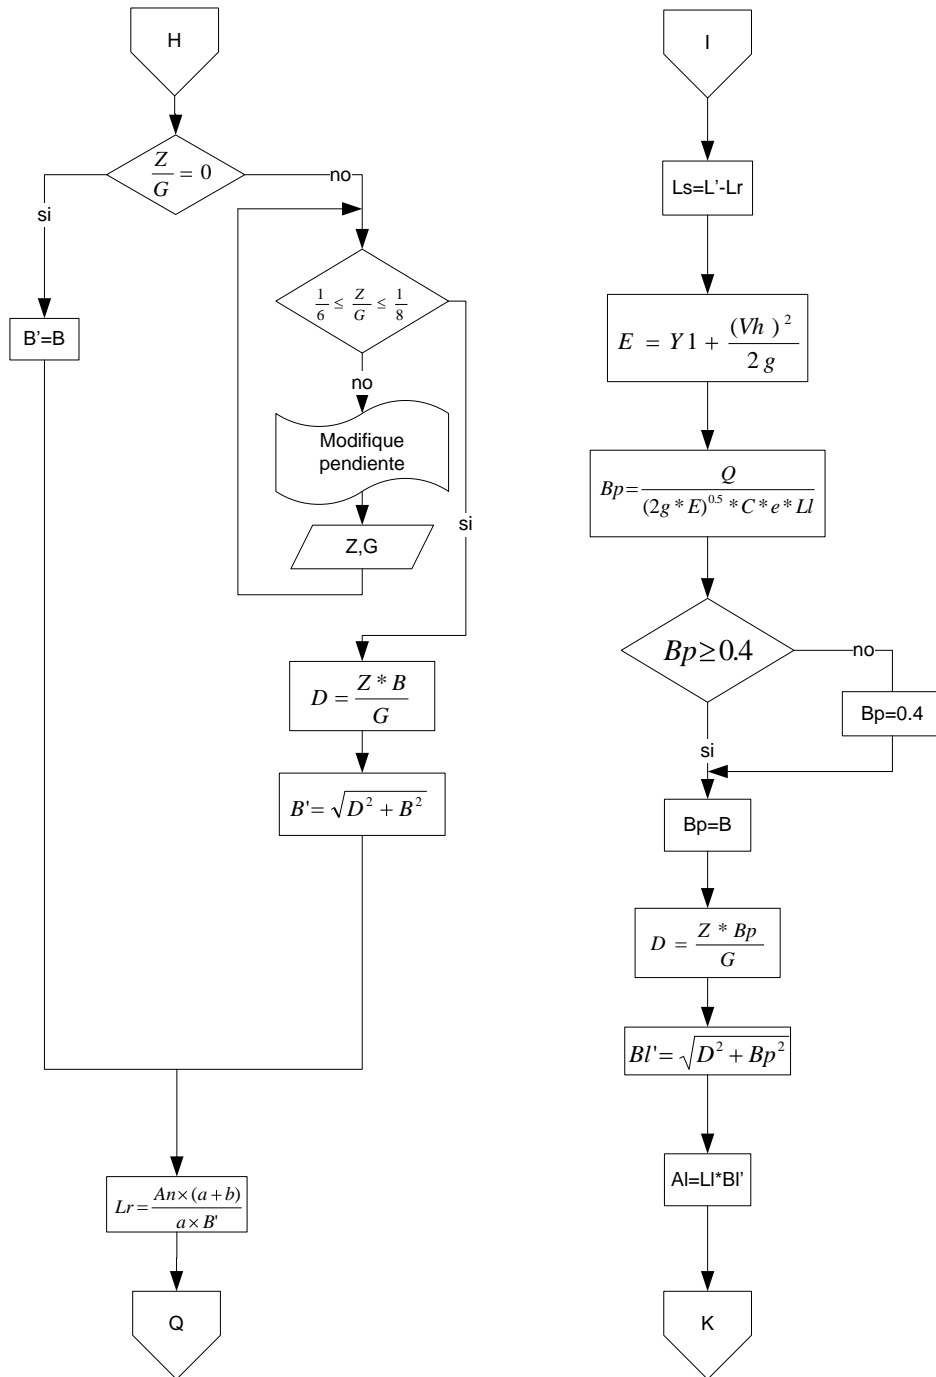 H
Z/G = 0
si
no
B'=B
1/6 ≤ Z/G ≤ 1/8
no
si
Modifique
pendiente
Z,G
D = Z * B / G
B' = √(D² + B²)
Lr = An × (a + b) / a × B'
Q
I
Ls=L'-Lr
E = Y1 + (Vh)² / 2g
Bp = Q / (2g * E)^0.5 * C * e * Ll
Bp ≥ 0.4
no
si
Bp=0.4
Bp=B
D = Z * Bp / G
Bl' = √(D² + Bp²)
Al=Ll*Bl'
K